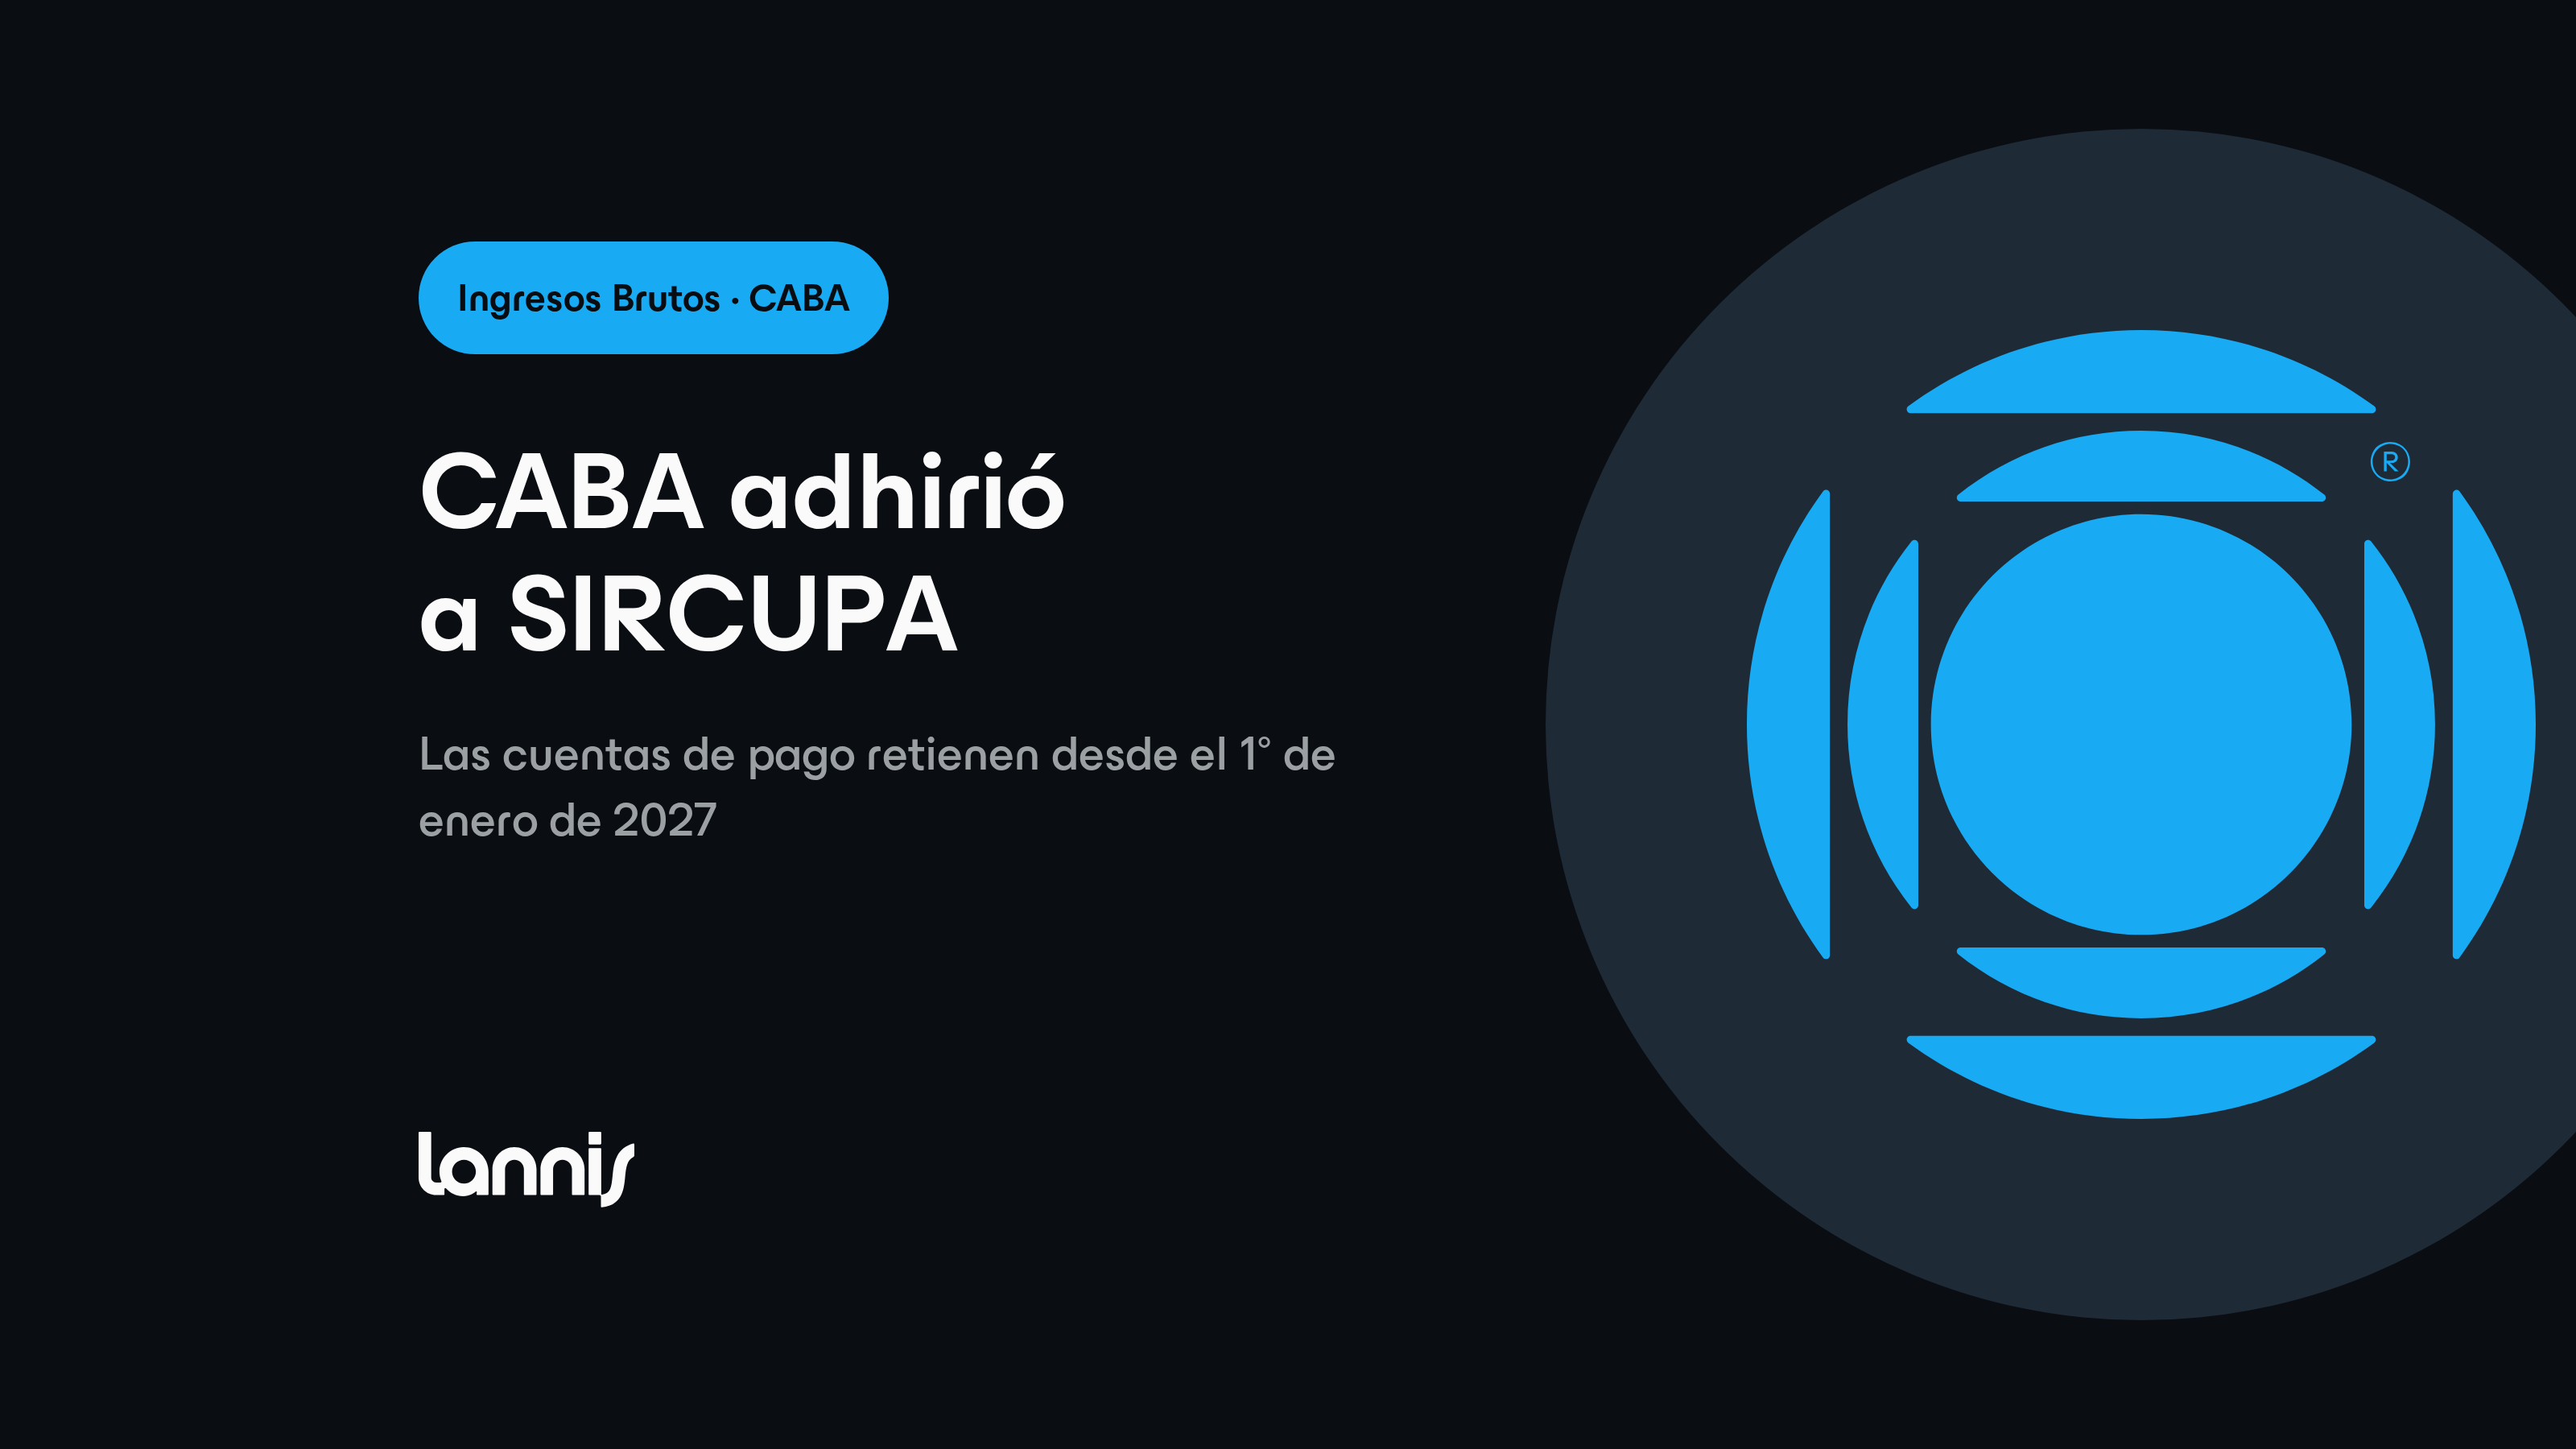 Ingresos Brutos · CABA
CABA adhirió
a SIRCUPA
Las cuentas de pago retienen desde el 1° de
enero de 2027
lannis
®